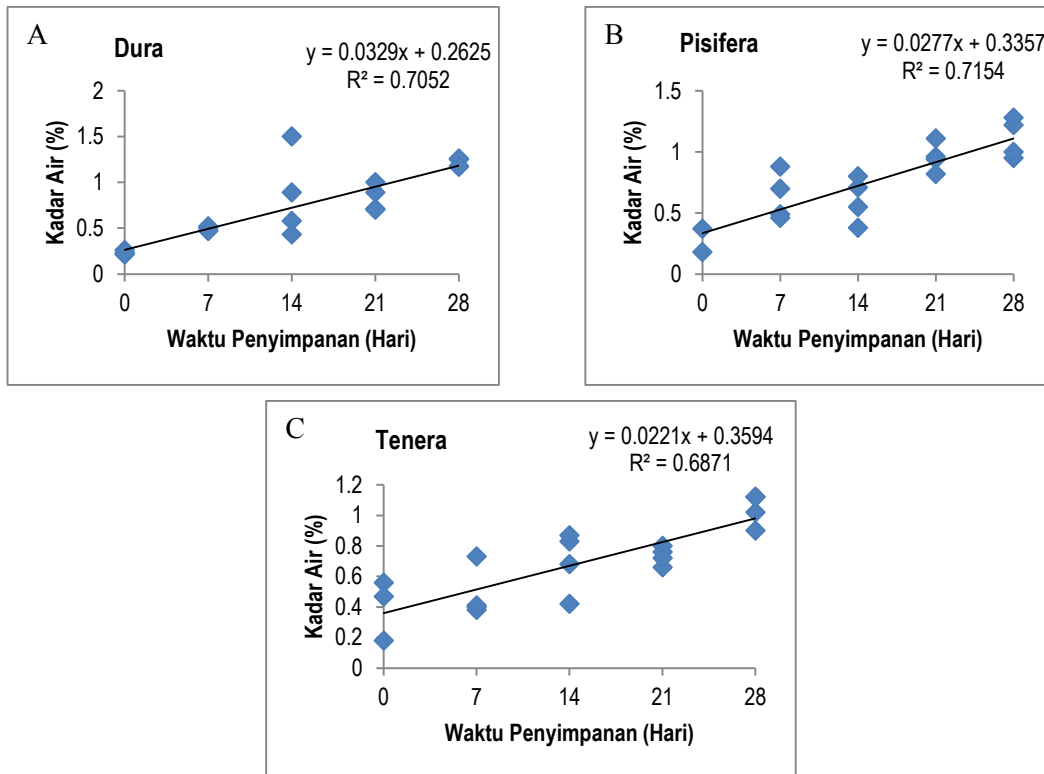 A
Dura
y = 0.0329x + 0.2625
R² = 0.7052
2
1.5
1
0.5
0
Kadar Air (%)
0 7 14 21 28
Waktu Penyimpanan (Hari)
B
Pisifera
y = 0.0277x + 0.3357
R² = 0.7154
1.5
1
0.5
0
Kadar Air (%)
0 7 14 21 28
Waktu Penyimpanan (Hari)
C
Tenera
y = 0.0221x + 0.3594
R² = 0.6871
1.2
1
0.8
0.6
0.4
0.2
0
Kadar Air (%)
0 7 14 21 28
Waktu Penyimpanan (Hari)